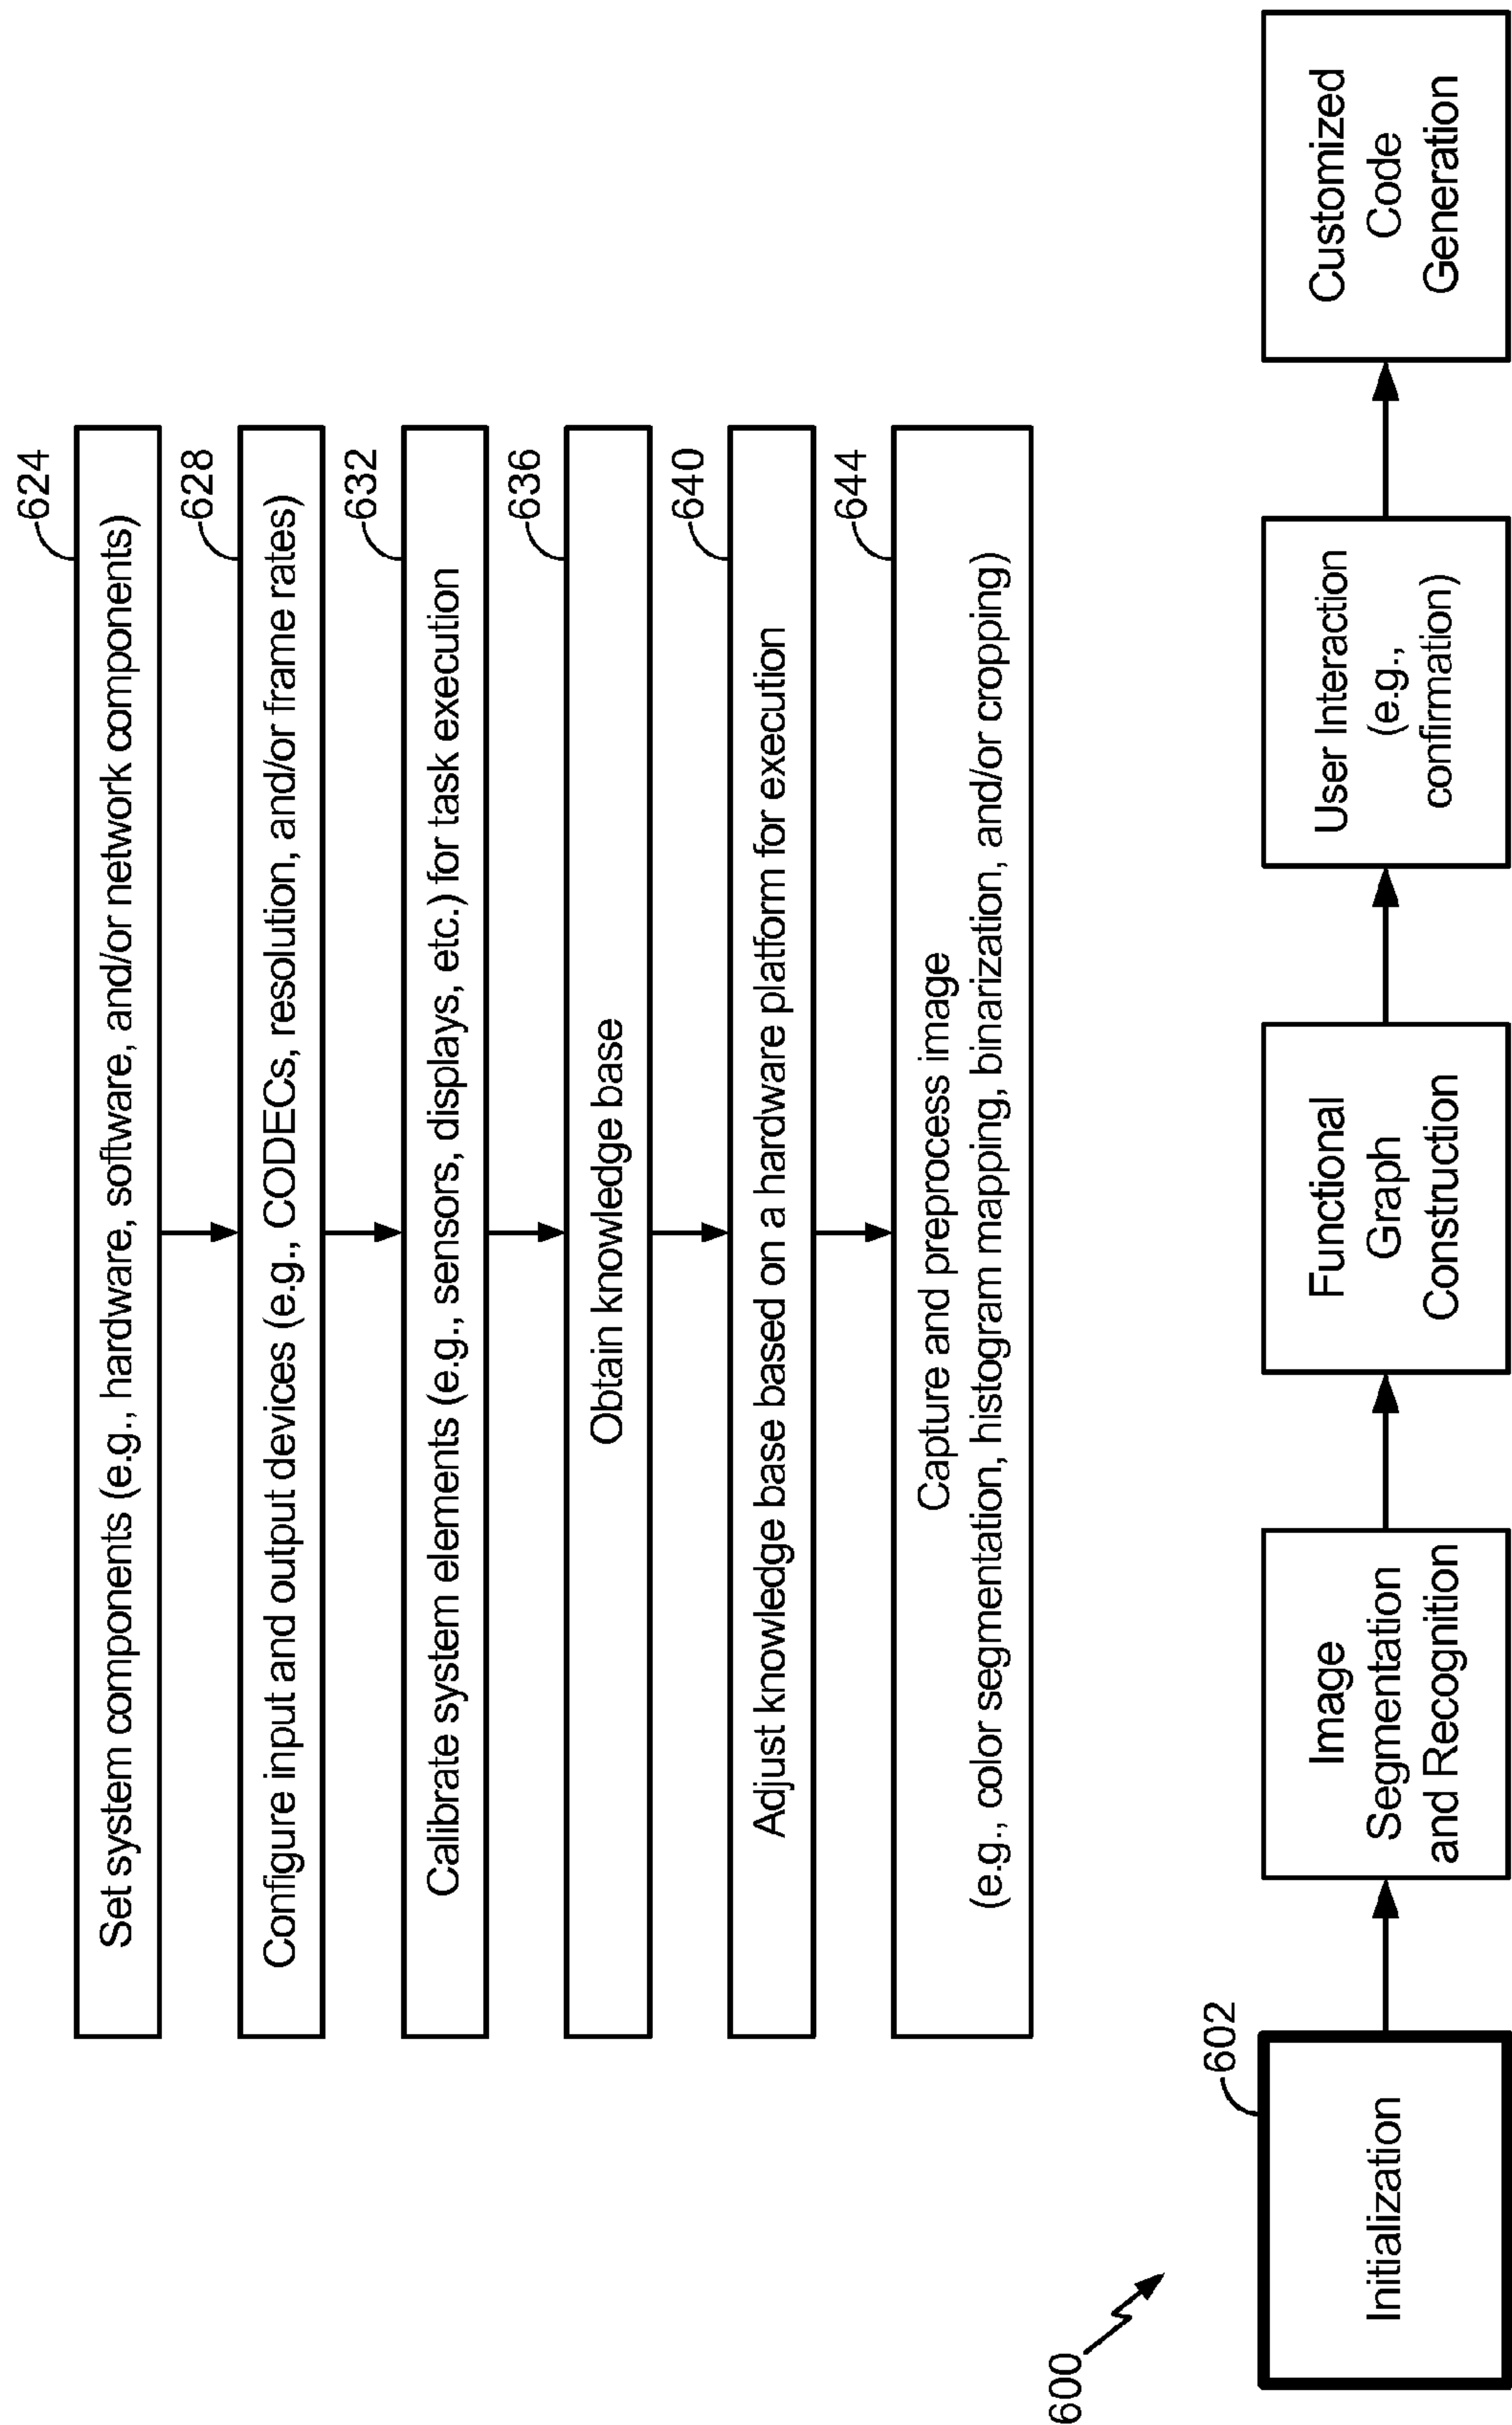 624
Set system components (e.g., hardware, software, and/or network components)
628
Configure input and output devices (e.g., CODECs, resolution, and/or frame rates)
632
Calibrate system elements (e.g., sensors, displays, etc.) for task execution
636
Obtain knowledge base
640
Adjust knowledge base based on a hardware platform for execution
644
Capture and preprocess image
(e.g., color segmentation, histogram mapping, binarization, and/or cropping)
600
602
Initialization
Image
Segmentation
and Recognition
Functional
Graph
Construction
User Interaction
(e.g.,
confirmation)
Customized
Code
Generation